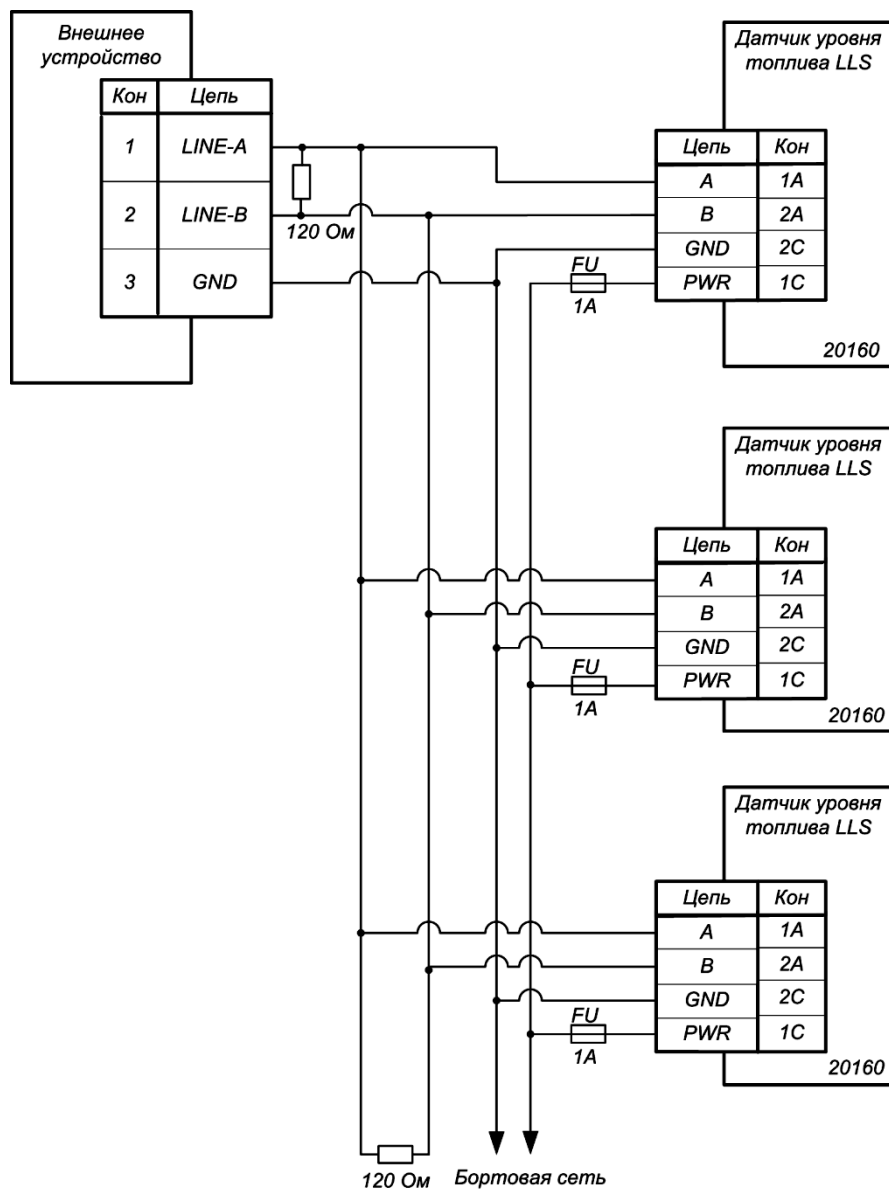 Внешнее
устройство
Кон Цепь
1 LINE-A
2 LINE-B
3 GND
120 Ом
Датчик уровня
топлива LLS
Цепь Кон
A 1A
B 2A
GND 2C
PWR 1C
FU
1A
20160
Датчик уровня
топлива LLS
Цепь Кон
A 1A
B 2A
GND 2C
PWR 1C
FU
1A
20160
Датчик уровня
топлива LLS
Цепь Кон
A 1A
B 2A
GND 2C
PWR 1C
FU
1A
20160
120 Ом
Бортовая сеть